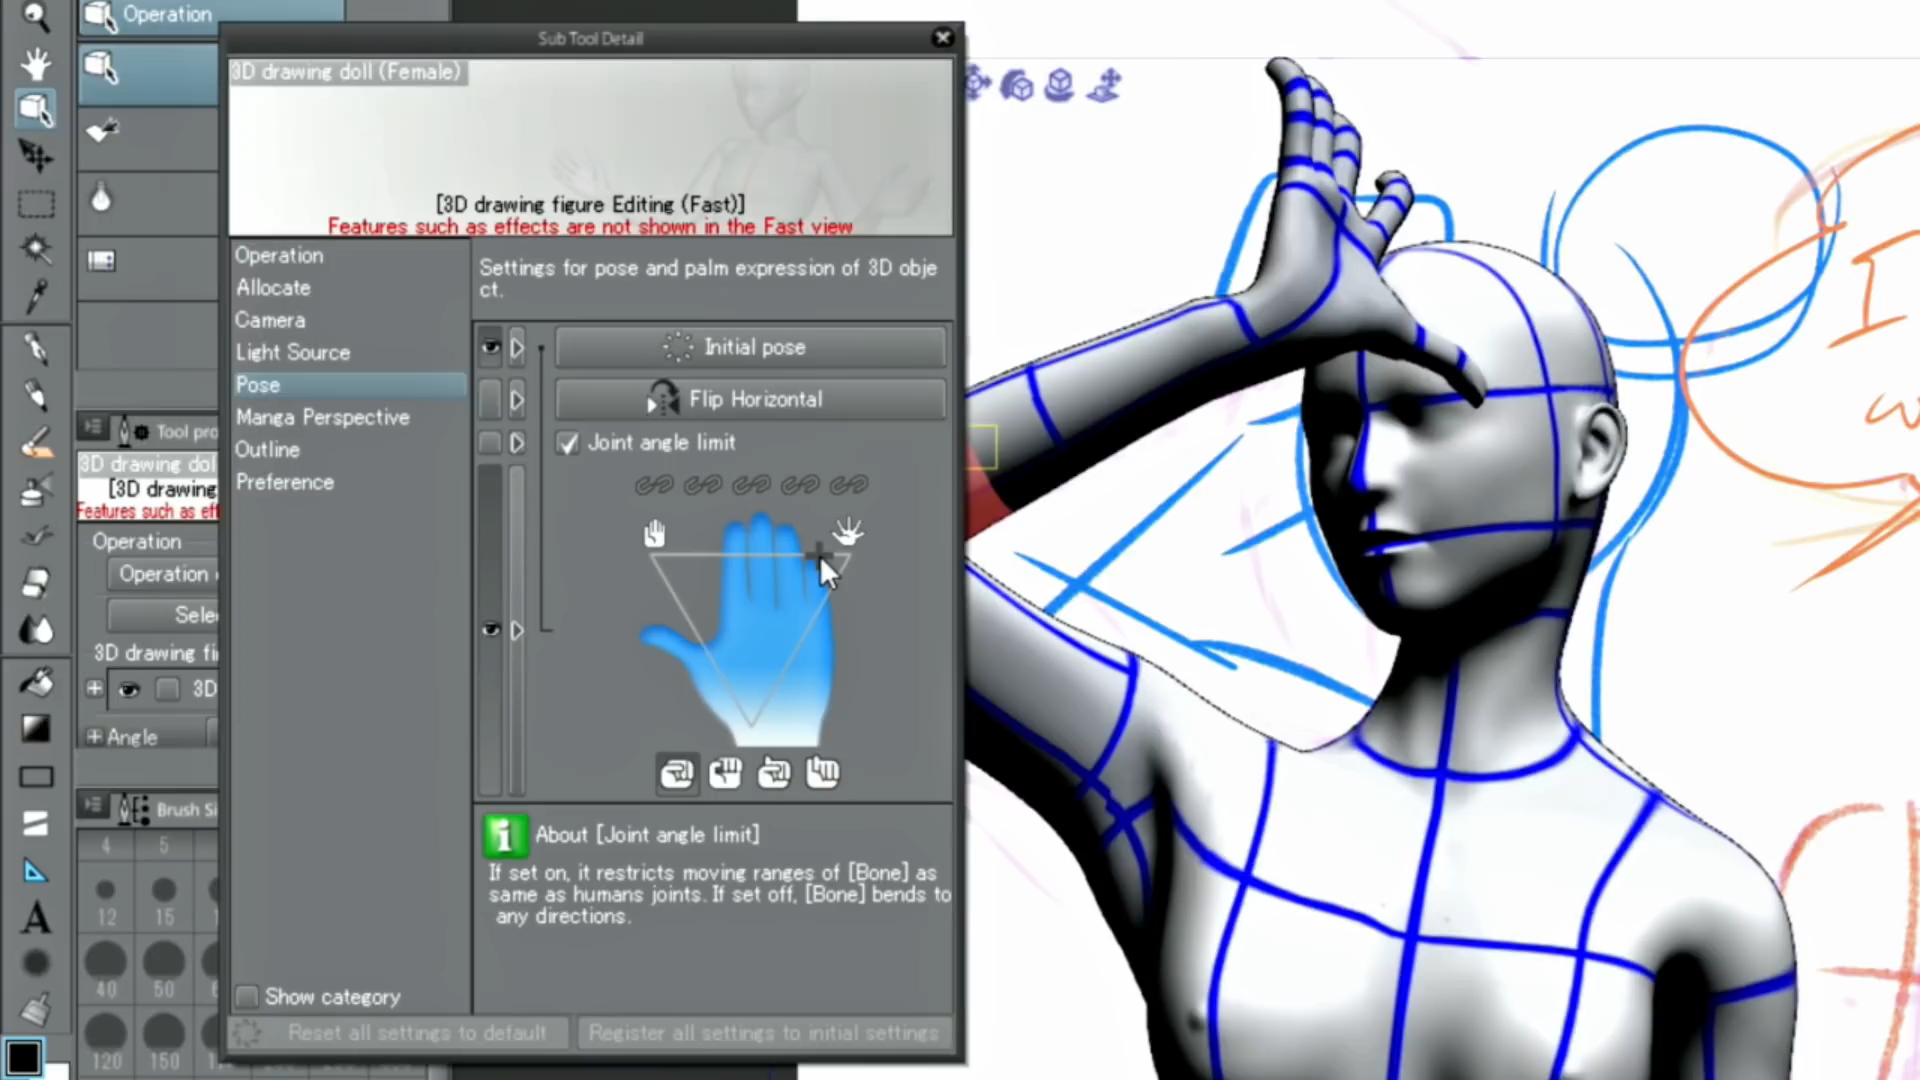 Operation
Sub Tool Detail
3D drawing doll (Female)
[3D drawing figure Editing (Fast)]
Features such as effects are not shown in the Fast view
Operation
Allocate
Camera
Light Source
Pose
Manga Perspective
Outline
Preference
Settings for pose and palm expression of 3D obje
ct.
Initial pose
Flip Horizontal
Joint angle limit
About [Joint angle limit]
If set on, it restricts moving ranges of [Bone] as
same as humans joints. If set off, [Bone] bends to
any directions.
Show category
Reset all settings to default
Register all settings to initial settings
Tool pro
3D drawing dol
[3D drawing
Features such as eff
Operation
Operation
Sele
3D drawing fi
3D
Angle
Brush Si
4 5
12 15
40 50
120 150
A
I
w